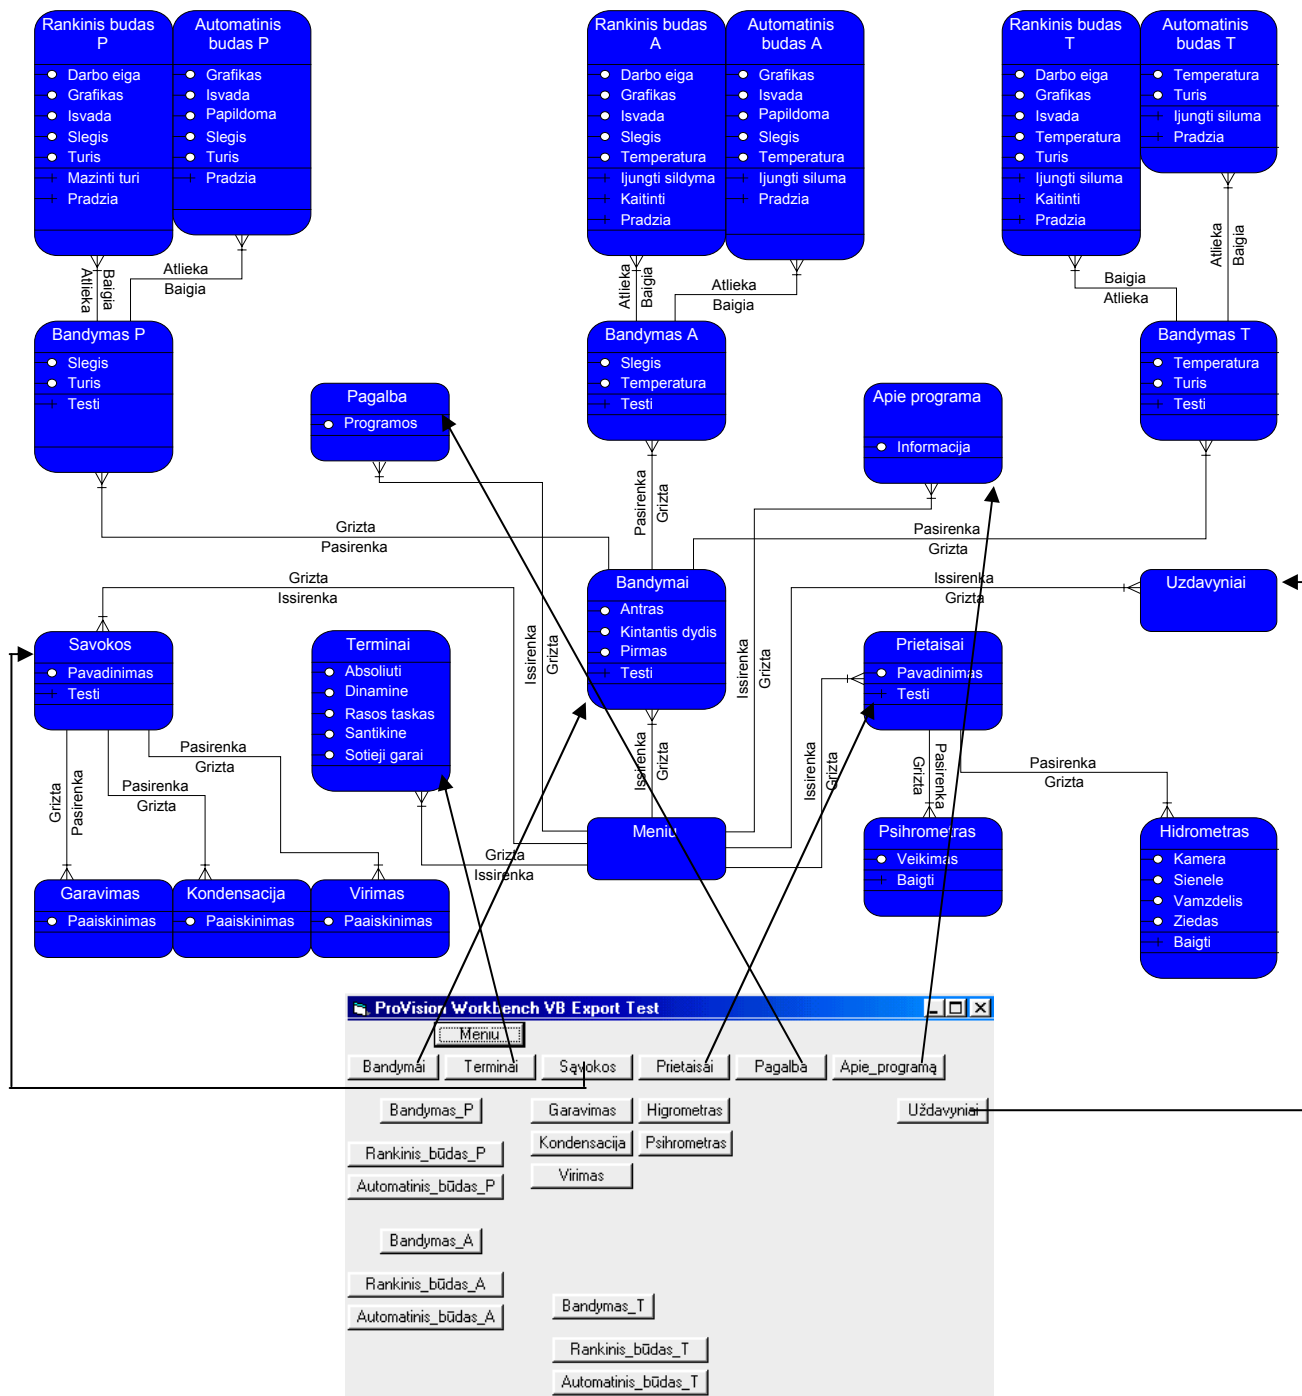 Rankinis budas
P
Darbo eiga
Grafikas
Isvada
Slegis
Turis
Mazinti turi
Pradzia
Automatinis
budas P
Grafikas
Isvada
Papildoma
Slegis
Turis
Pradzia
Rankinis budas
A
Darbo eiga
Grafikas
Isvada
Slegis
Temperatura
Ijungti sildyma
Kaitinti
Pradzia
Automatinis
budas A
Grafikas
Isvada
Papildoma
Slegis
Temperatura
Ijungti siluma
Pradzia
Rankinis budas
T
Darbo eiga
Grafikas
Isvada
Temperatura
Turis
Ijungti siluma
Kaitinti
Pradzia
Automatinis
budas T
Temperatura
Turis
Ijungti siluma
Pradzia
Atlieka
Baigia
Atlieka
Baigia
Atlieka
Baigia
Atlieka
Baigia
Baigia
Atlieka
Atlieka
Baigia
Bandymas P
Slegis
Turis
Testi
Pagalba
Programos
Bandymas A
Slegis
Temperatura
Testi
Apie programa
Informacija
Bandymas T
Temperatura
Turis
Testi
Grizta
Pasirenka
Pasirenka
Grizta
Pasirenka
Grizta
Grizta
Issirenka
Issirenka
Grizta
Issirenka
Grizta
Issirenka
Grizta
Savokos
Pavadinimas
Testi
Terminai
Absoliuti
Dinamine
Rasos taskas
Santikine
Sotieji garai
Bandymai
Antras
Kintantis dydis
Pirmas
Testi
Uzdavyniai
Prietaisai
Pavadinimas
Testi
Grizta
Pasirenka
Pasirenka
Grizta
Pasirenka
Grizta
Issirenka
Grizta
Issirenka
Grizta
Pasirenka
Grizta
Pasirenka
Grizta
Grizta
Issirenka
Meniu
Garavimas
Paaiskinimas
Kondensacija
Paaiskinimas
Virimas
Paaiskinimas
Psihrometras
Veikimas
Baigti
Hidrometras
Kamera
Sienele
Vamzdelis
Ziedas
Baigti
ProVision Workbench VB Export Test
Meniu
Bandymai
Terminai
Sąvokos
Prietaisai
Pagalba
Apie_programą
Bandymas_P
Garavimas
Higrometras
Uždavyniai
Kondensacija
Psihrometras
Rankinis_būdas_P
Virimas
Automatinis_būdas_P
Bandymas_A
Rankinis_būdas_A
Automatinis_būdas_A
Bandymas_T
Rankinis_būdas_T
Automatinis_būdas_T